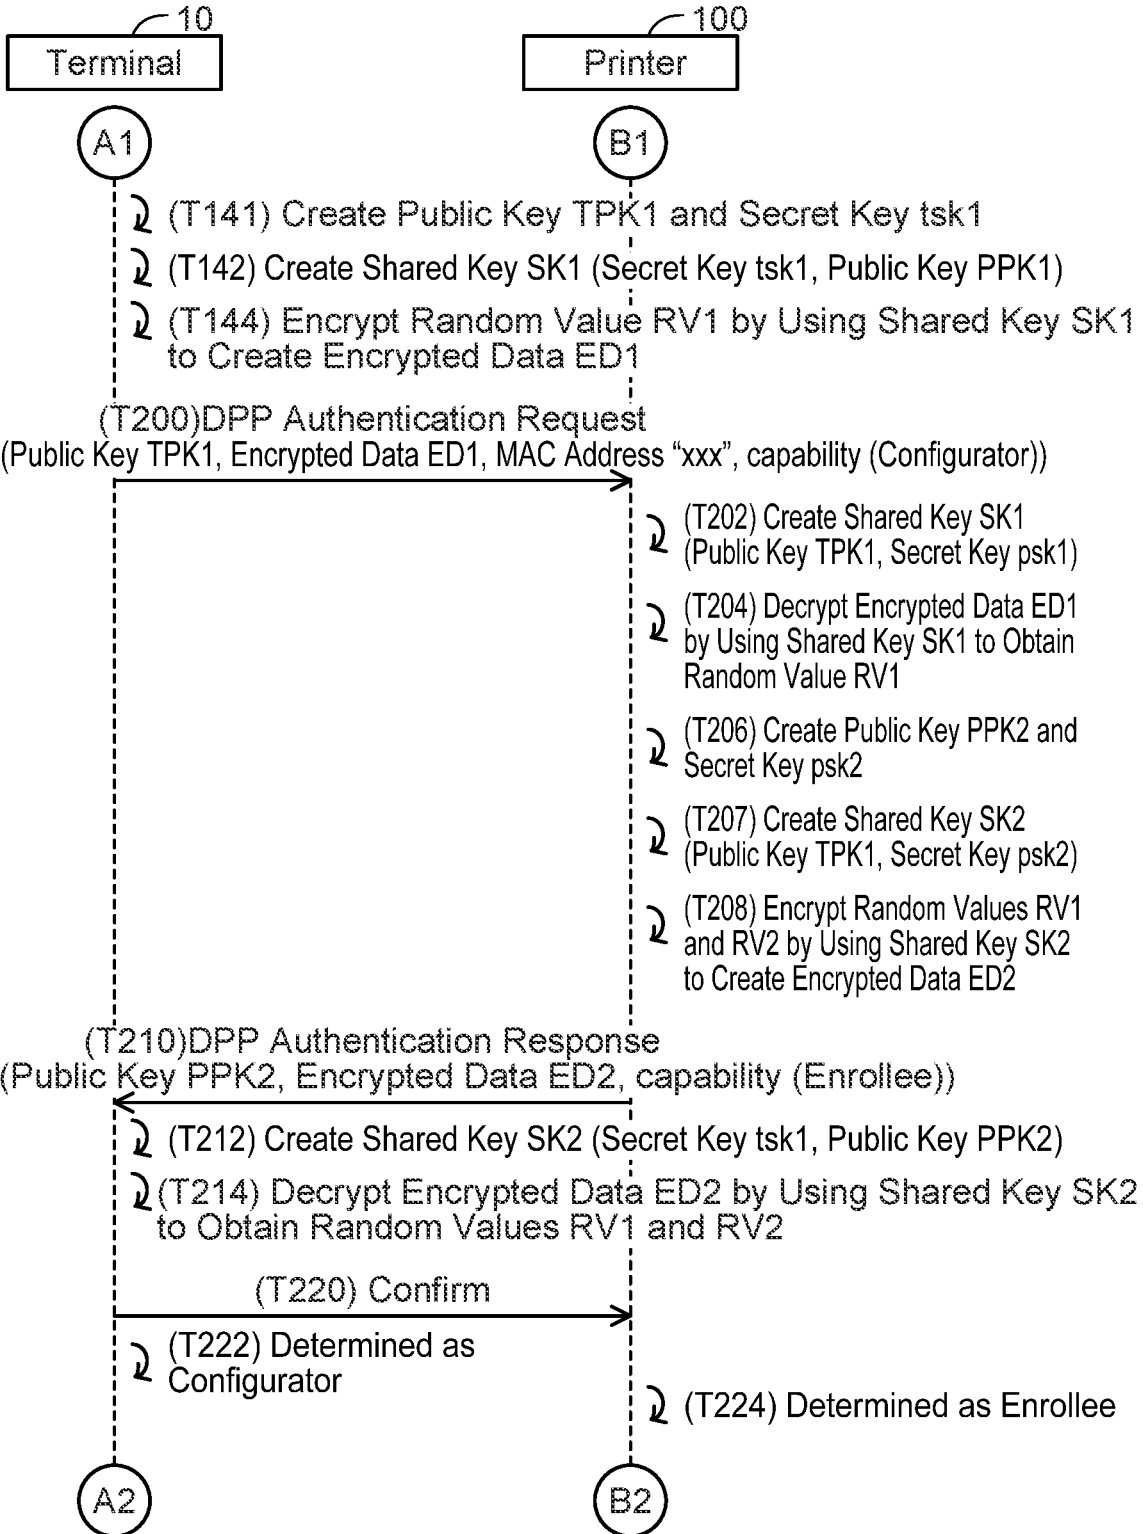 10
100
Terminal
Printer
A1
B1
(T141) Create Public Key TPK1 and Secret Key tsk1
(T142) Create Shared Key SK1 (Secret Key tsk1, Public Key PPK1)
(T144) Encrypt Random Value RV1 by Using Shared Key SK1
to Create Encrypted Data ED1
(T200)DPP Authentication Request
(Public Key TPK1, Encrypted Data ED1, MAC Address “xxx”, capability (Configurator))
(T202) Create Shared Key SK1
(Public Key TPK1, Secret Key psk1)
(T204) Decrypt Encrypted Data ED1
by Using Shared Key SK1 to Obtain
Random Value RV1
(T206) Create Public Key PPK2 and
Secret Key psk2
(T207) Create Shared Key SK2
(Public Key TPK1, Secret Key psk2)
(T208) Encrypt Random Values RV1
and RV2 by Using Shared Key SK2
to Create Encrypted Data ED2
(T210)DPP Authentication Response
(Public Key PPK2, Encrypted Data ED2, capability (Enrollee))
(T212) Create Shared Key SK2 (Secret Key tsk1, Public Key PPK2)
(T214) Decrypt Encrypted Data ED2 by Using Shared Key SK2
to Obtain Random Values RV1 and RV2
(T220) Confirm
(T222) Determined as
Configurator
(T224) Determined as Enrollee
A2
B2